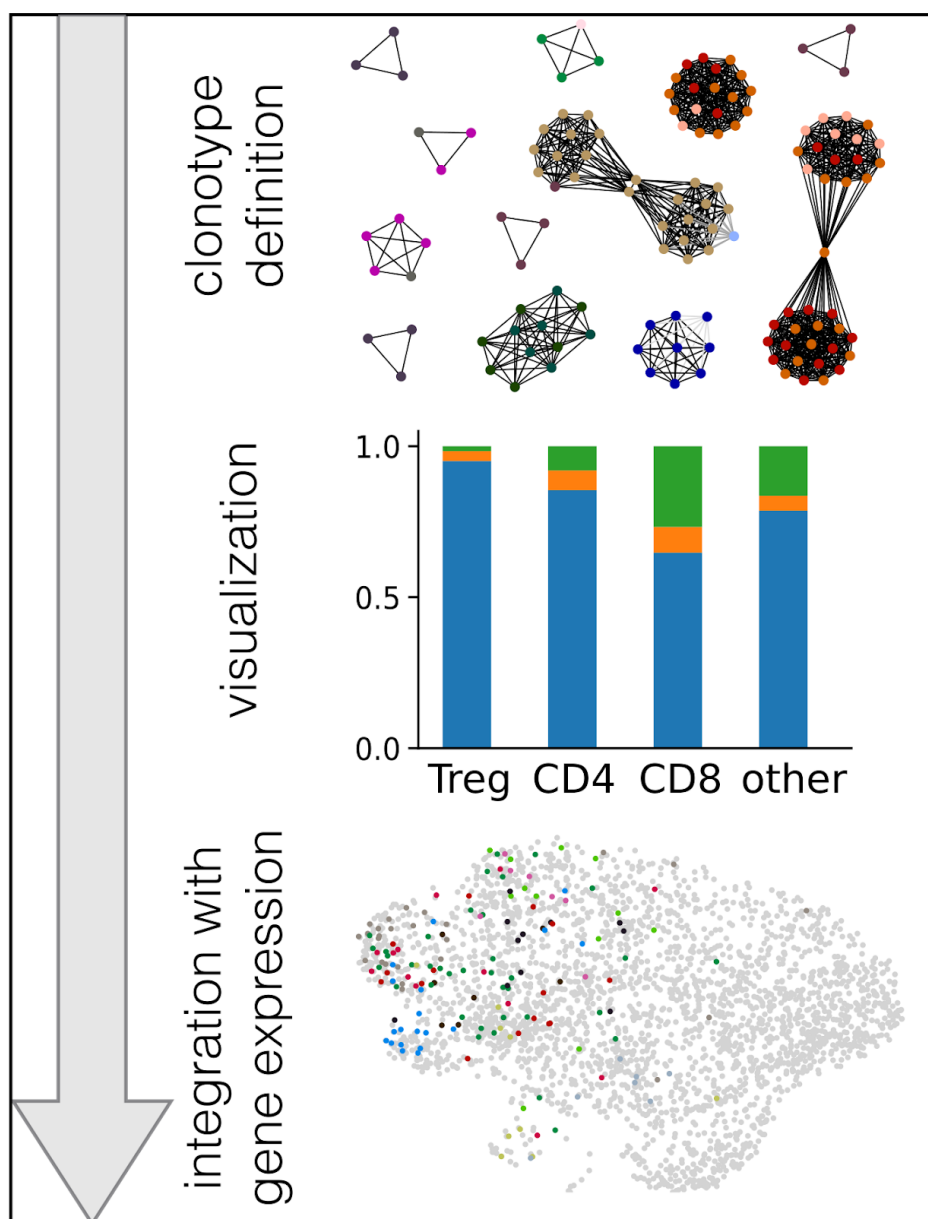 clonotype
definition
1.0
0.5
0.0
visualization
Treg CD4 CD8 other
integration with
gene expression